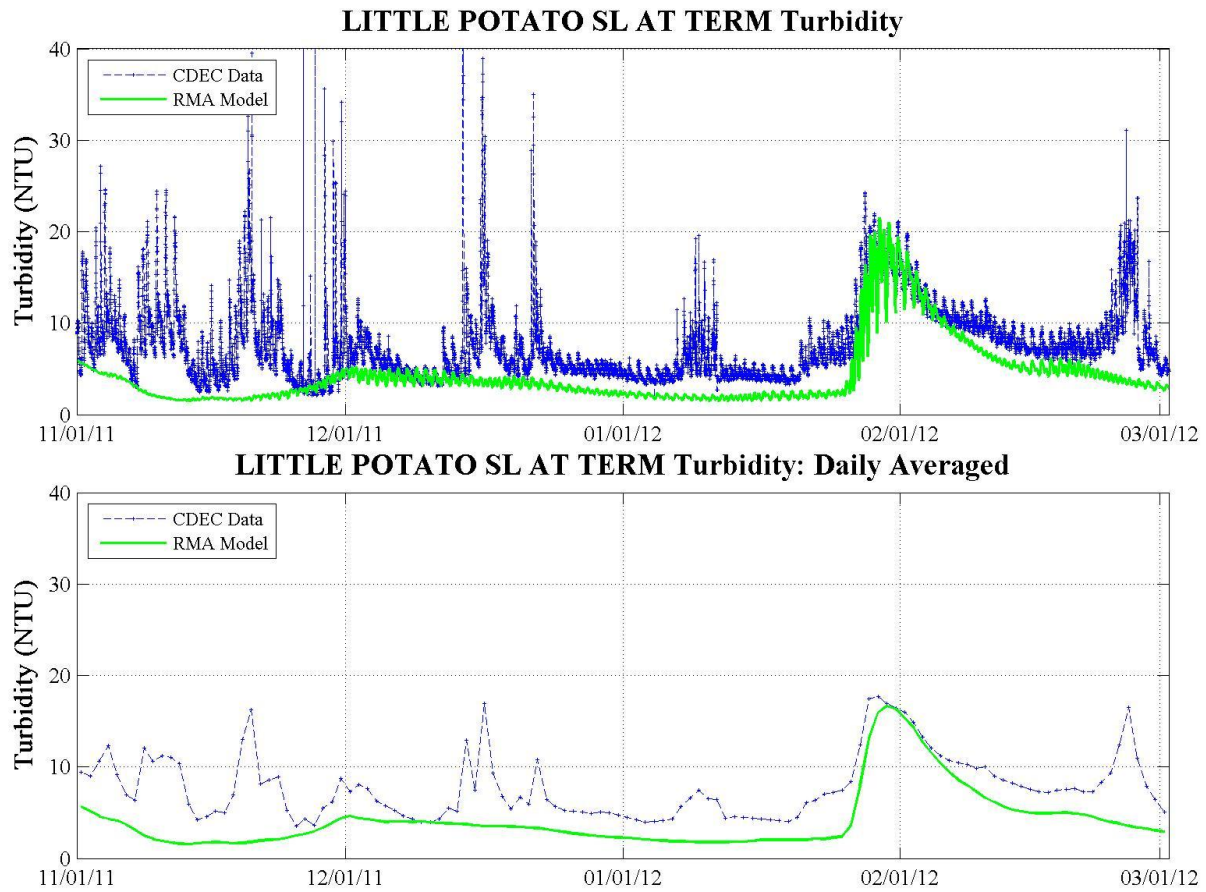 LITTLE POTATO SL AT TERM Turbidity
40
30
20
10
0
Turbidity (NTU)
CDEC Data
RMA Model
11/01/11 12/01/11 01/01/12 02/01/12 03/01/12
LITTLE POTATO SL AT TERM Turbidity: Daily Averaged
40
30
20
10
0
Turbidity (NTU)
CDEC Data
RMA Model
11/01/11 12/01/11 01/01/12 02/01/12 03/01/12